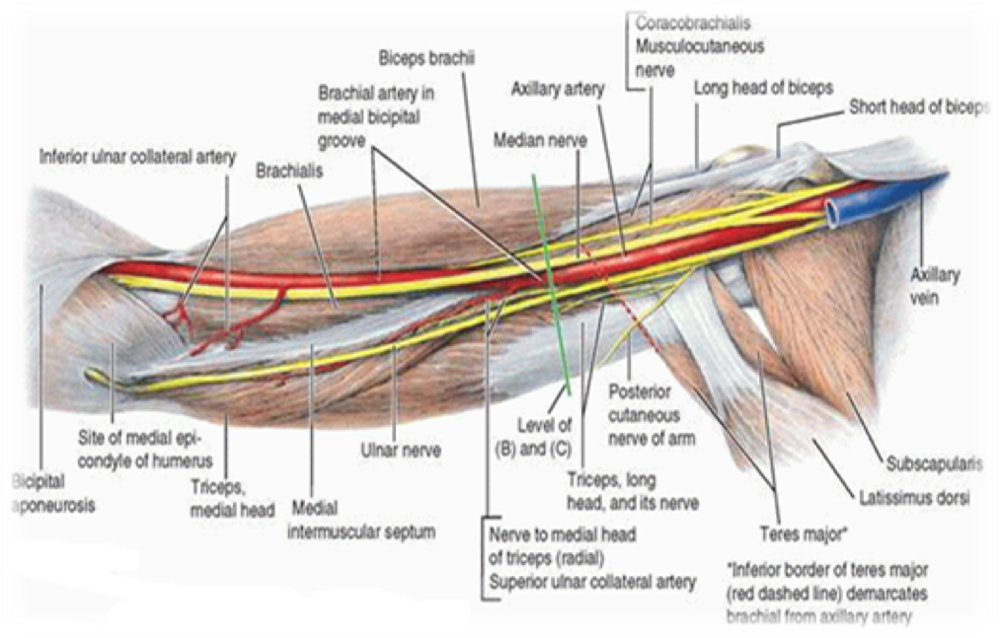 Coracobrachialis
Musculocutaneous
nerve
Biceps brachii
Brachial artery in
medial bicipital
groove
Axillary artery
Long head of biceps
Short head of biceps
Median nerve
Inferior ulnar collateral artery
Brachialis
Axillary
vein
Level of
(B) and (C)
Posterior
cutaneous
nerve of arm
Site of medial epi-
condyle of humerus
Ulnar nerve
Subscapularis
Bicipital
aponeurosis
Triceps,
medial head
Medial
intermuscular septum
Triceps, long
head, and its nerve
Latissimus dorsi
Nerve to medial head
of triceps (radial)
Superior ulnar collateral artery
Teres major*
*Inferior border of teres major
(red dashed line) demarcates
brachial from axillary artery